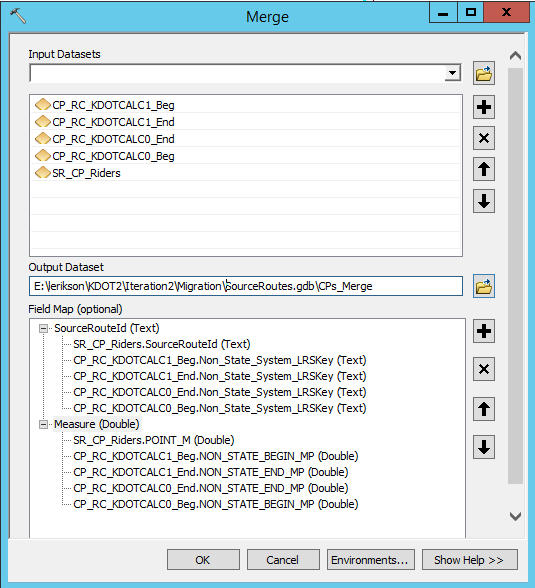 Merge
Input Datasets
CP_RC_KDOTCALC1_Beg
CP_RC_KDOTCALC1_End
CP_RC_KDOTCALC0_End
CP_RC_KDOTCALC0_Beg
SR_CP_Riders
Output Dataset
E:\lerikson\KDOT2\Iteration2\Migration\SourceRoutes.gdb\CPs_Merge
Field Map (optional)
SourceRouteId (Text)
SR_CP_Riders.SourceRouteId (Text)
CP_RC_KDOTCALC1_Beg.Non_State_System_LRSKey (Text)
CP_RC_KDOTCALC1_End.Non_State_System_LRSKey (Text)
CP_RC_KDOTCALC0_End.Non_State_System_LRSKey (Text)
CP_RC_KDOTCALC0_Beg.Non_State_System_LRSKey (Text)
Measure (Double)
SR_CP_Riders.POINT_M (Double)
CP_RC_KDOTCALC1_Beg.NON_STATE_BEGIN_MP (Double)
CP_RC_KDOTCALC1_End.NON_STATE_END_MP (Double)
CP_RC_KDOTCALC0_End.NON_STATE_END_MP (Double)
CP_RC_KDOTCALC0_Beg.NON_STATE_BEGIN_MP (Double)
OK Cancel Environments... Show Help >>